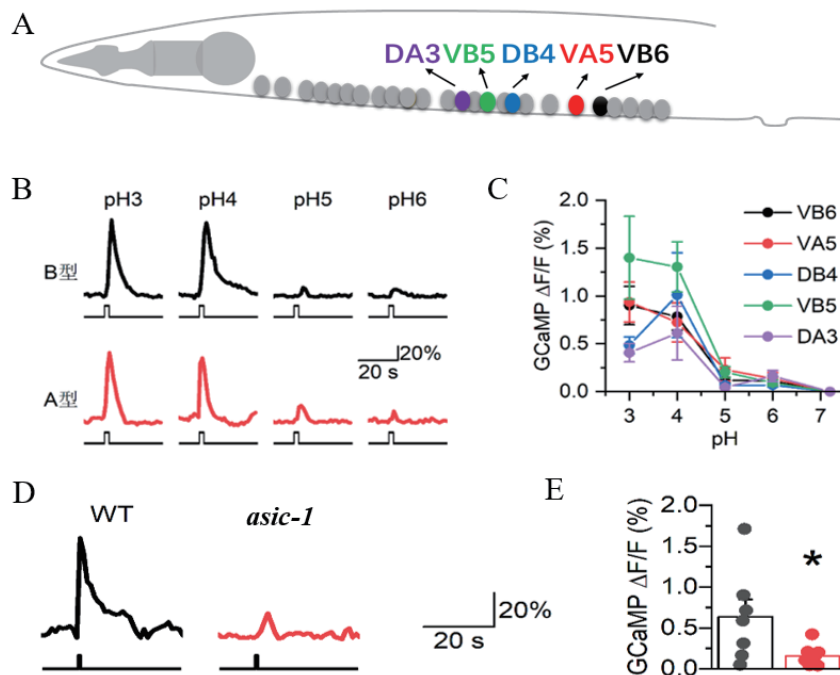 A
DA3 VB5 DB4 VA5 VB6
B
pH3 pH4 pH5 pH6
B型
A型
20%
20 s
C
GCaMP ΔF/F (%)
2.0
1.5
1.0
0.5
0.0
3 4 5 6 7
pH
VB6
VA5
DB4
VB5
DA3
D
WT asic-1
20%
20 s
E
GCaMP ΔF/F (%)
2.0
1.5
1.0
0.5
0.0
*